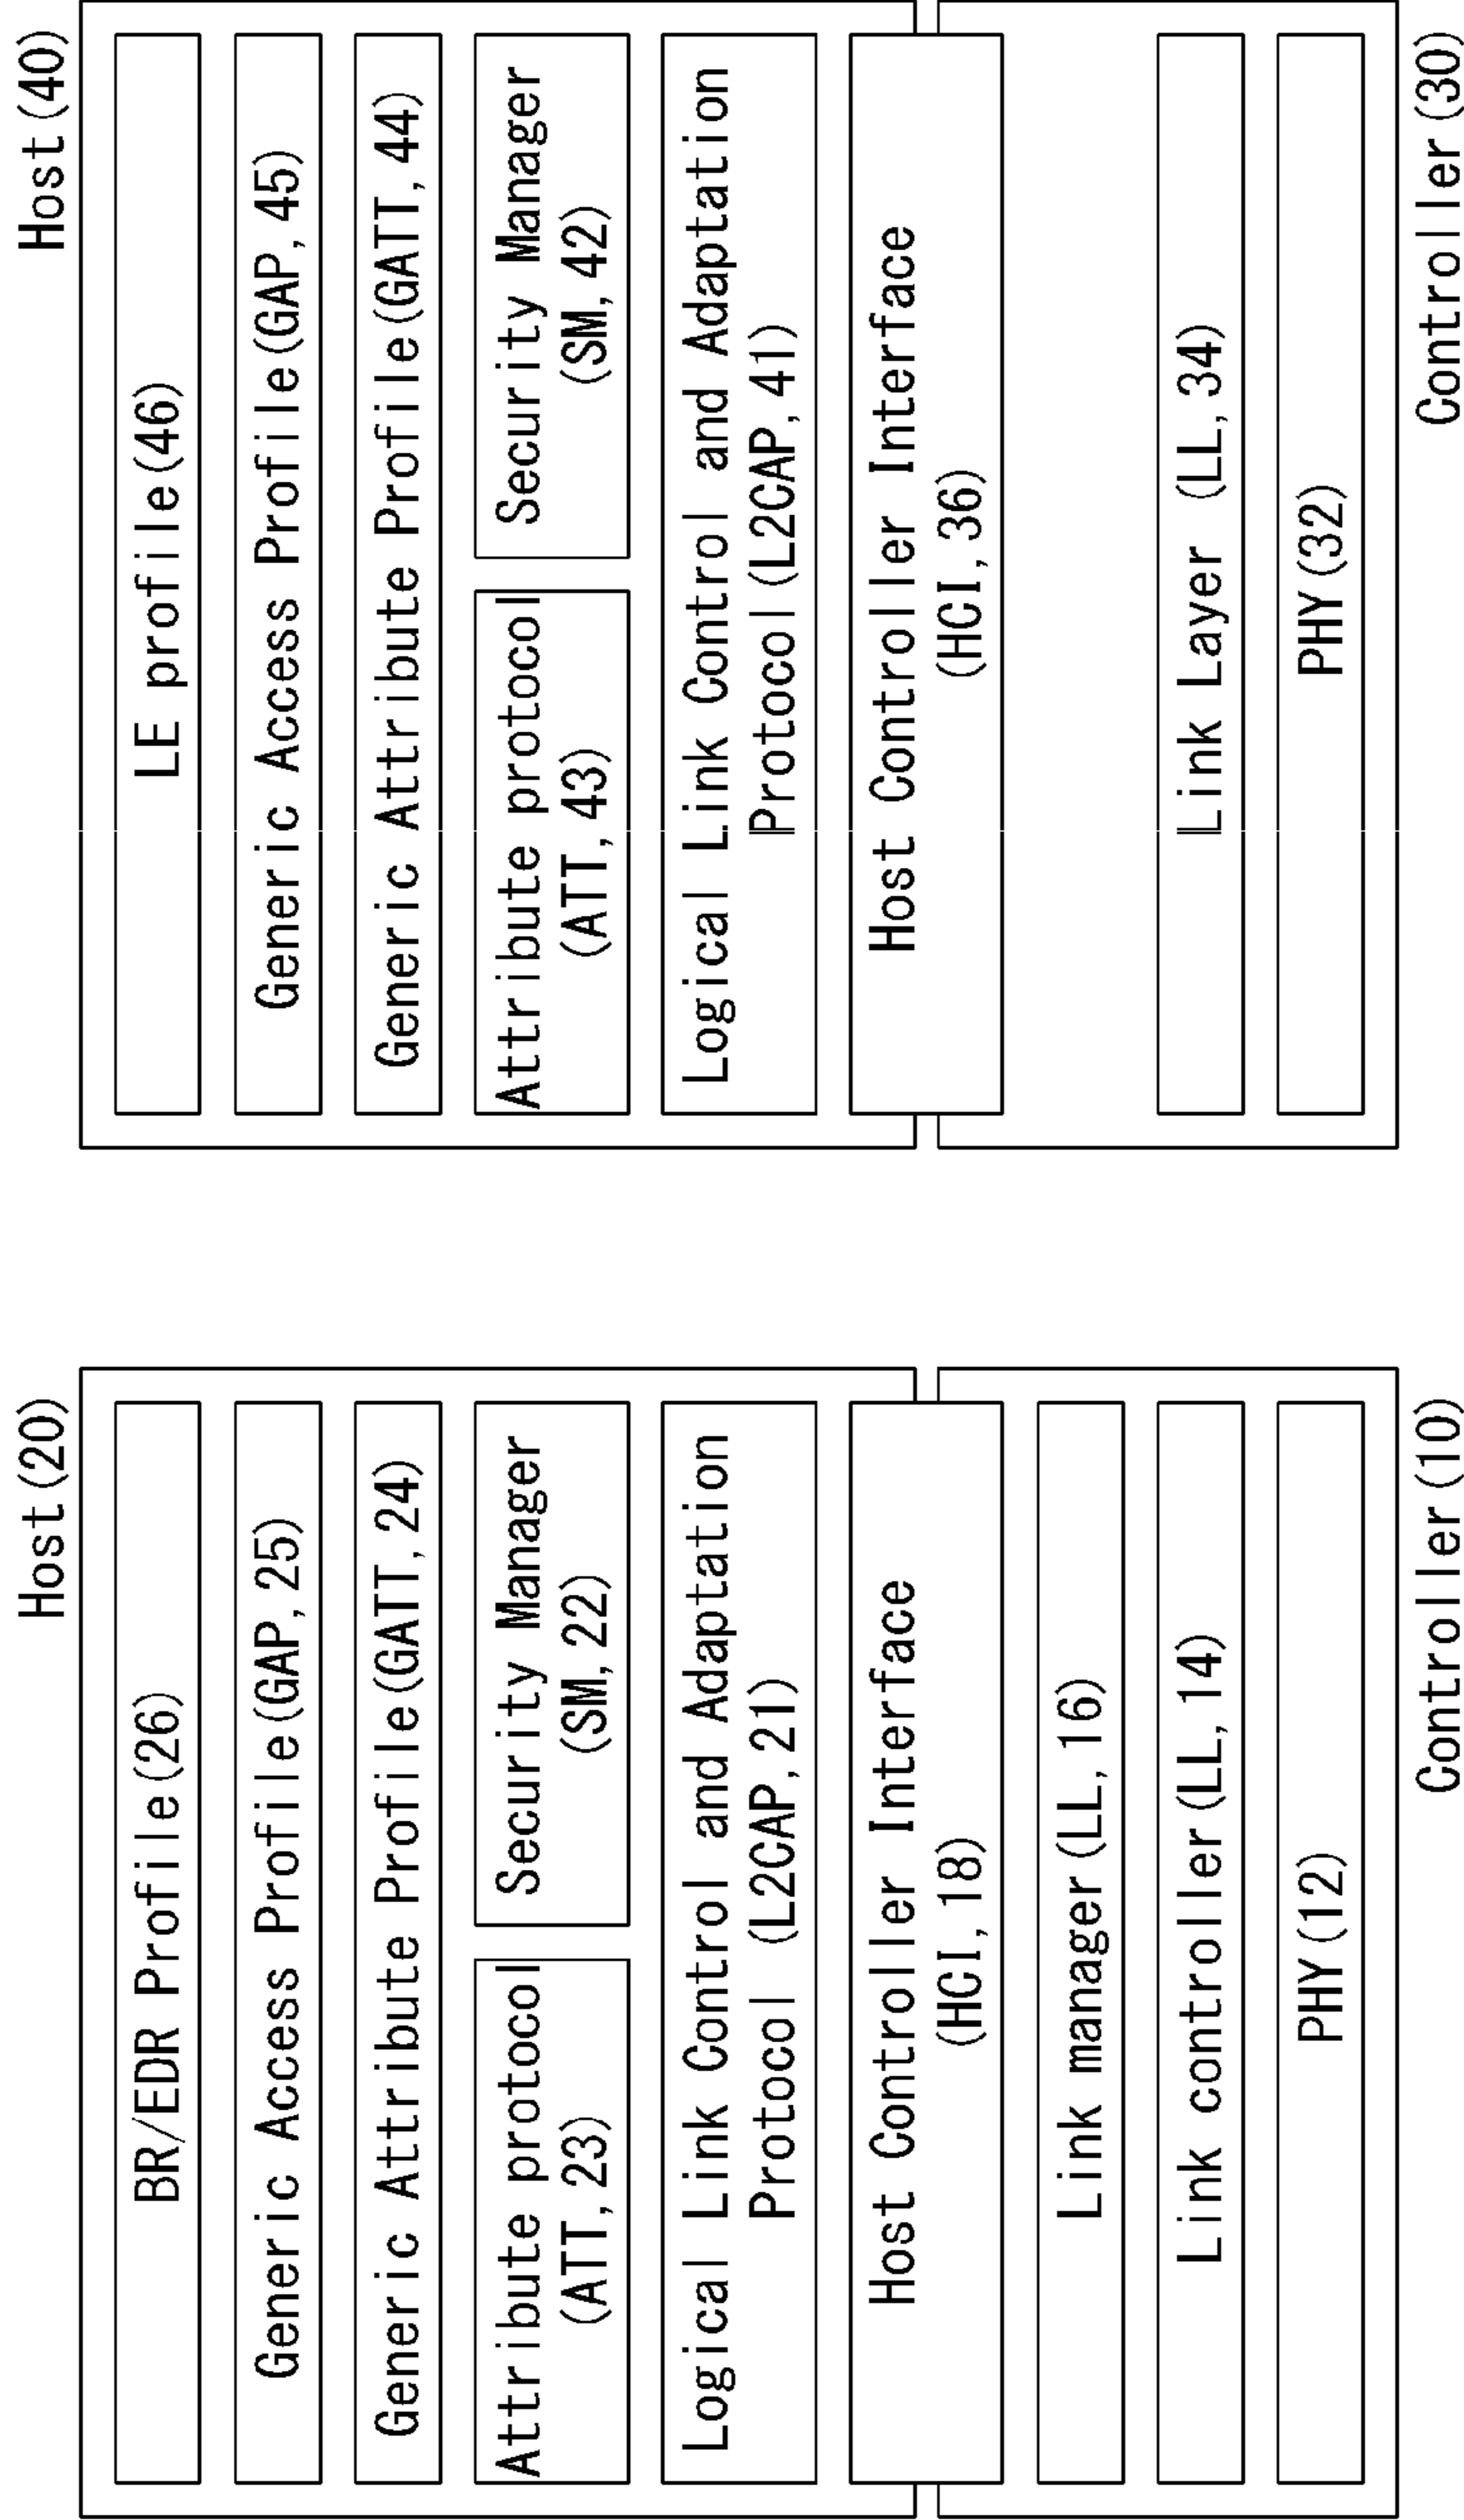 Host(20)
BR/EDR Profile(26)
Generic Access Profile(GAP, 25)
Generic Attribute Profile(GATT, 24)
Attribute protocol
(ATT, 23)
Security Manager
(SM, 22)
Logical Link Control and Adaptation
Protocol (L2CAP, 21)
Host Controller Interface
(HCI, 18)
Link manager(LL, 16)
Link controller(LL, 14)
PHY(12)
Controller(10)
Host(40)
LE profile(46)
Generic Access Profile(GAP, 45)
Generic Attribute Profile(GATT, 44)
Attribute protocol
(ATT, 43)
Security Manager
(SM, 42)
Logical Link Control and Adaptation
Protocol(L2CAP, 41)
Host Controller Interface
(HCI, 36)
Link Layer (LL, 34)
PHY(32)
Controller(30)